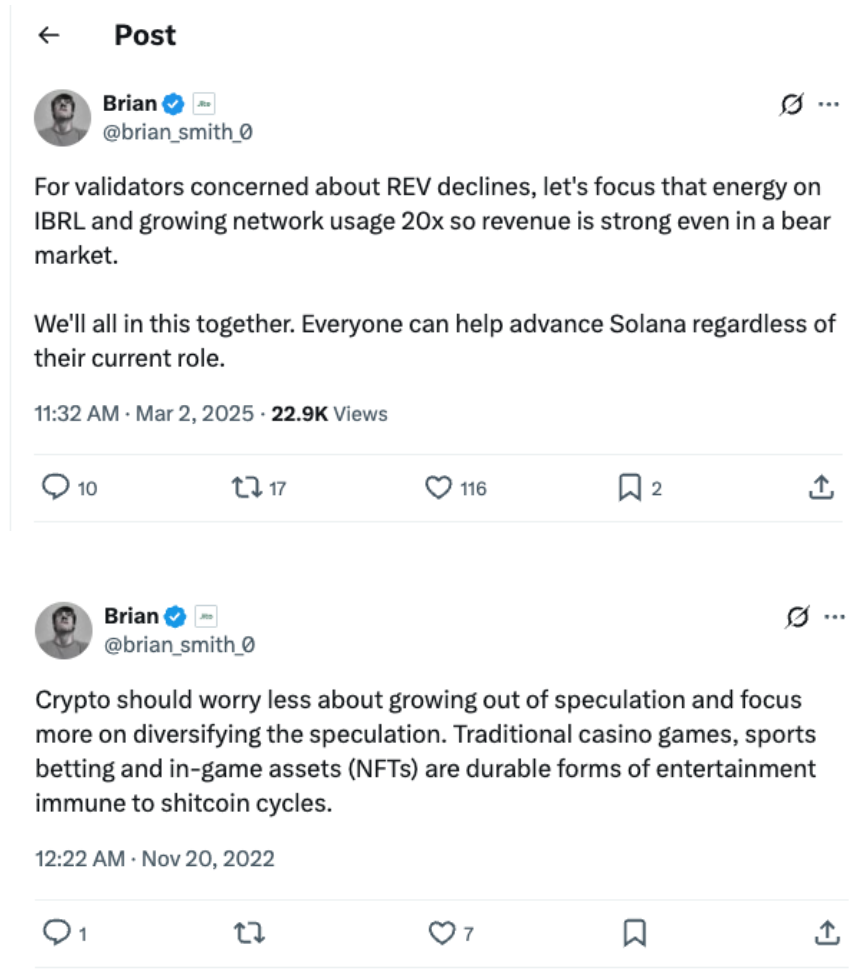 Post
Brian
@brian_smith_0
For validators concerned about REV declines, let's focus that energy on
IBRL and growing network usage 20x so revenue is strong even in a bear
market.
We'll all in this together. Everyone can help advance Solana regardless of
their current role.
11:32 AM · Mar 2, 2025 · 22.9K Views
10 17 116 2
Brian
@brian_smith_0
Crypto should worry less about growing out of speculation and focus
more on diversifying the speculation. Traditional casino games, sports
betting and in-game assets (NFTs) are durable forms of entertainment
immune to shitcoin cycles.
12:22 AM · Nov 20, 2022
1 7